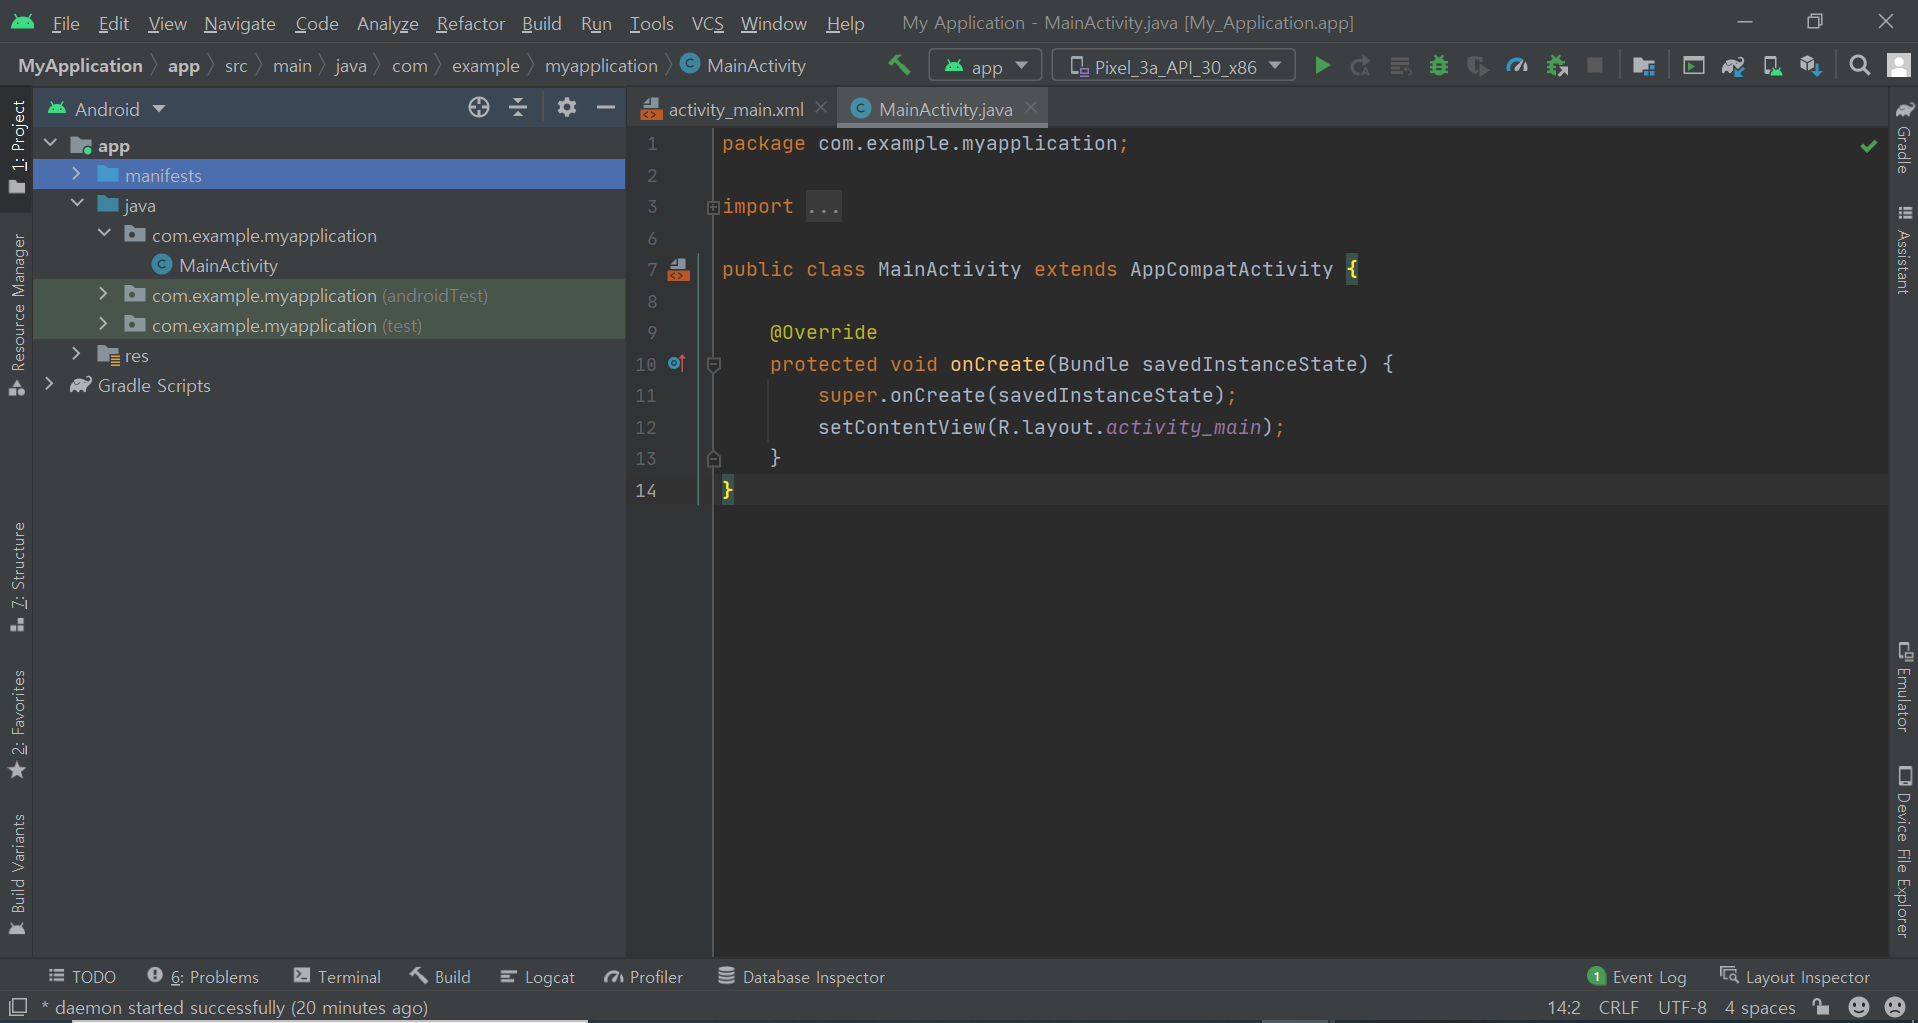 File Edit View Navigate Code Analyze Refactor Build Run Tools VCS Window Help My Application - MainActivity.java [My_Application.app]
MyApplication app src main java com example myapplication MainActivity app Pixel_3a_API_30_x86
1: Project
Resource Manager
7: Structure
2: Favorites
Build Variants
Android
app
manifests
java
com.example.myapplication
MainActivity
com.example.myapplication (androidTest)
com.example.myapplication (test)
res
Gradle Scripts
activity_main.xml MainActivity.java
1 package com.example.myapplication;
2
3 import ...
6
7 public class MainActivity extends AppCompatActivity {
8
9 @Override
10 protected void onCreate(Bundle savedInstanceState) {
11 super.onCreate(savedInstanceState);
12 setContentView(R.layout.activity_main);
13 }
14 }
Gradle
Assistant
Emulator
Device File Explorer
TODO 6: Problems Terminal Build Logcat Profiler Database Inspector 1 Event Log Layout Inspector
* daemon started successfully (20 minutes ago) 14:2 CRLF UTF-8 4 spaces